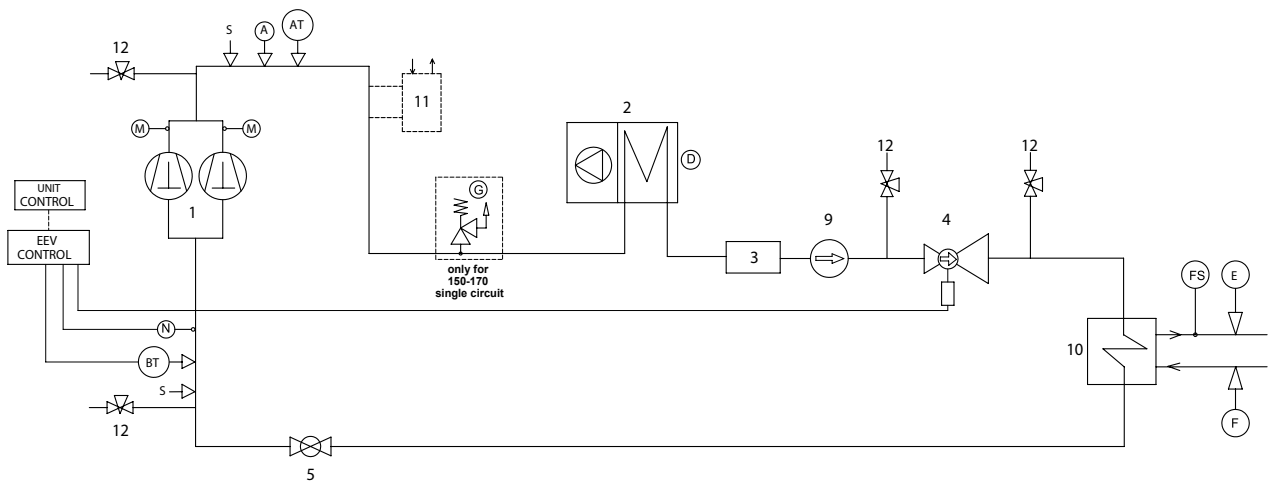 12
S
A
AT
11
M
M
1
UNIT
CONTROL
EEV
CONTROL
G
only for
150-170
single circuit
2
D
3
9
12
4
12
N
BT
S
12
5
10
FS
E
F